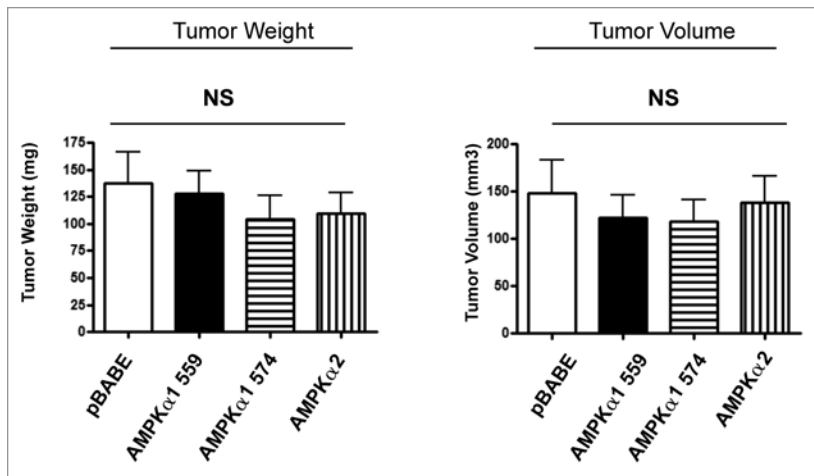 Tumor Weight
NS
Tumor Weight (mg)
175
150
125
100
75
50
25
0
pBABE
AMPKα1 559
AMPKα1 574
AMPKα2
Tumor Volume
NS
Tumor Volume (mm3)
200
150
100
50
0
pBABE
AMPKα1 559
AMPKα1 574
AMPKα2